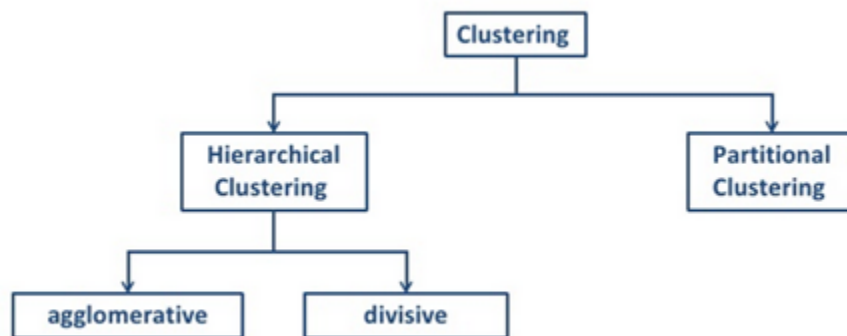 Clustering
Hierarchical
Clustering
Partitional
Clustering
agglomerative
divisive